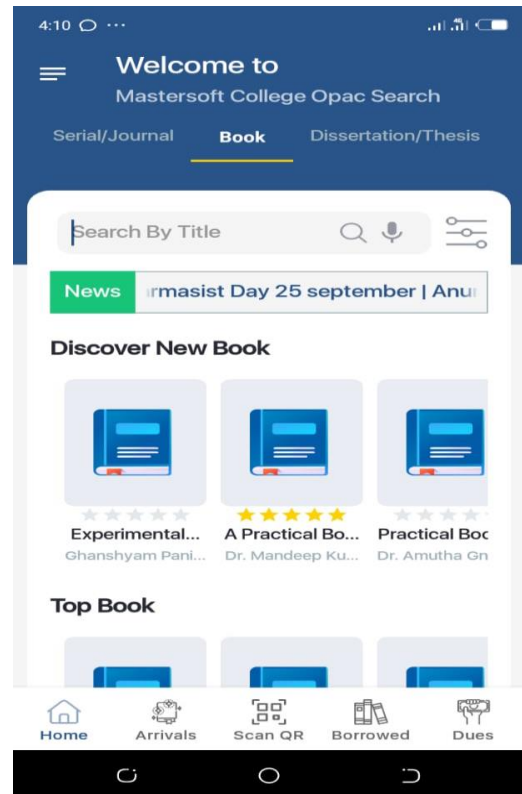 4:10
Welcome to
Mastersoft College Opac Search
Serial/Journal Book Dissertation/Thesis
Search By Title
News rmasist Day 25 september | Anu
Discover New Book
Experimental... A Practical Bo... Practical Boo
Ghanshyam Pani... Dr. Mandeep Ku... Dr. Amutha Gn
Top Book
Home Arrivals Scan QR Borrowed Dues